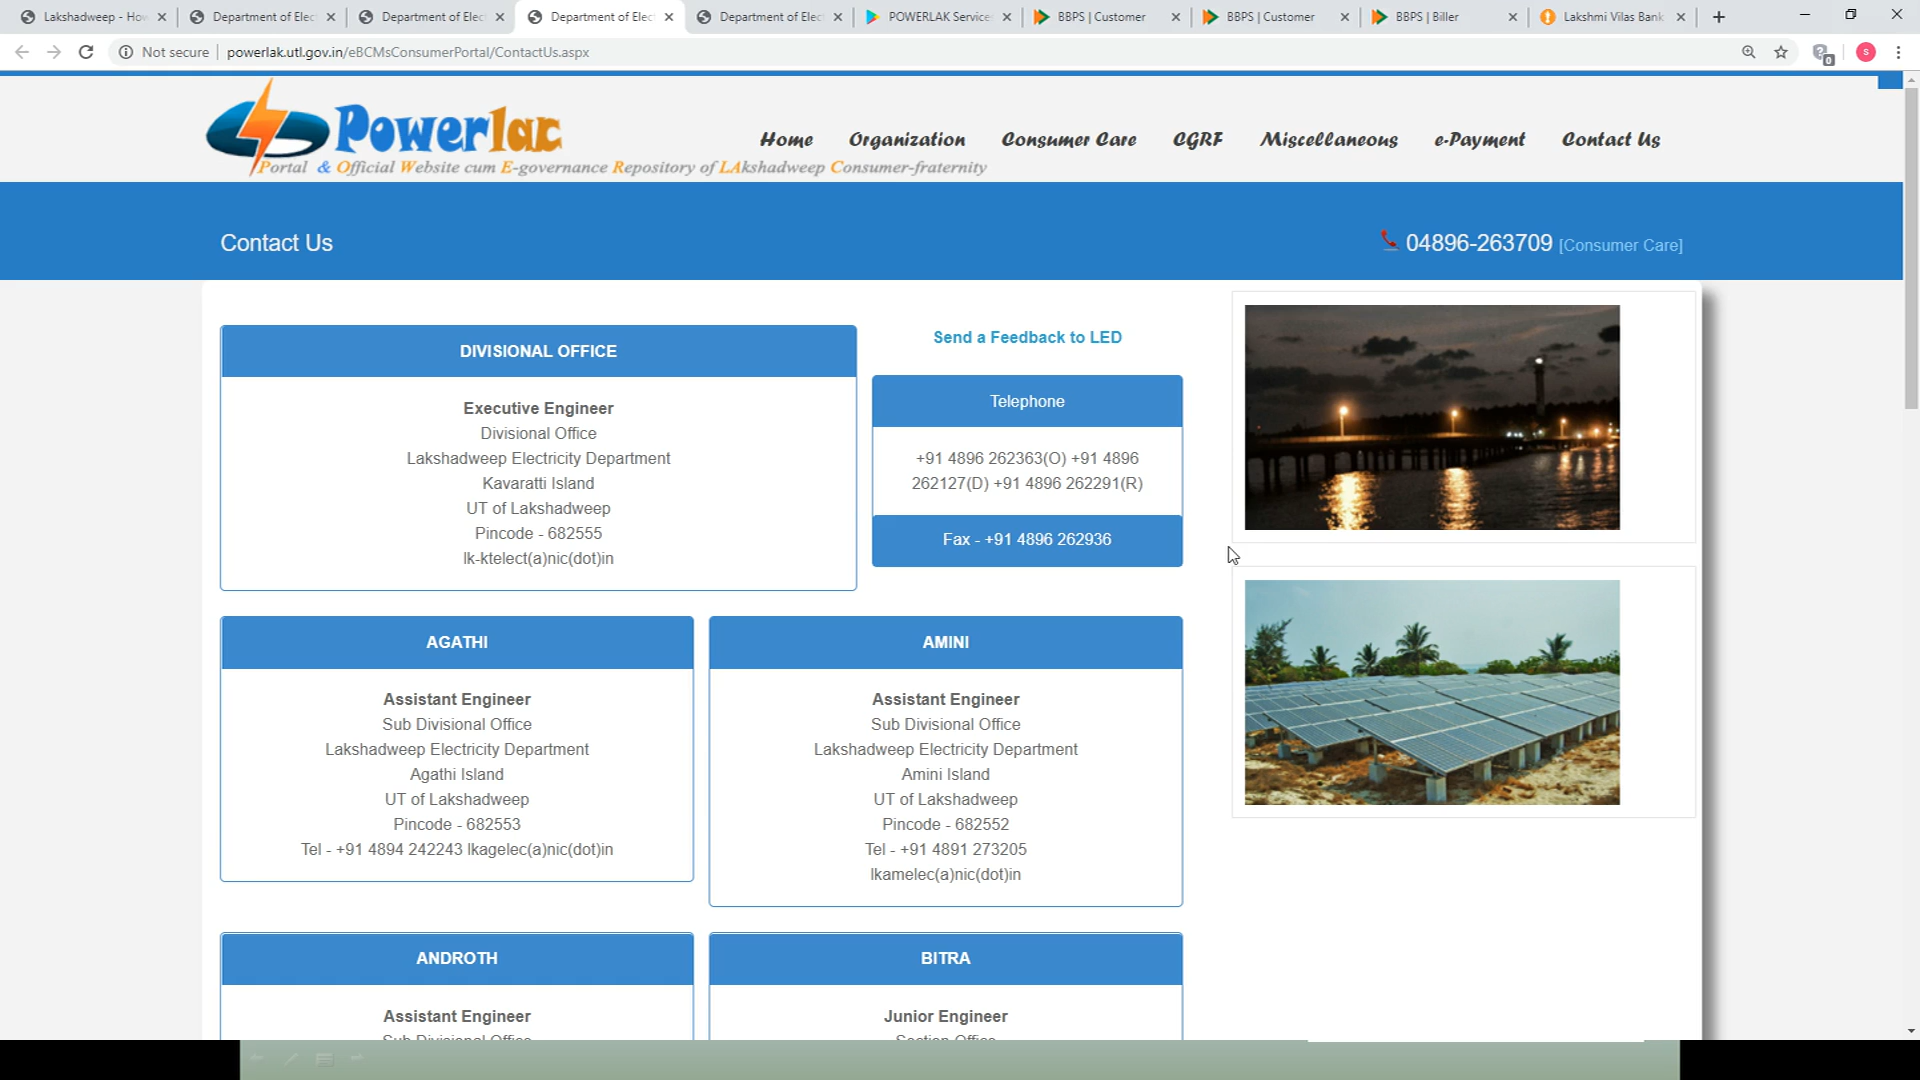 Lakshadweep - How
Department of Elec
Department of Elec
Department of Elec
Department of Elec
POWERLAK Service
BBPS | Customer
BBPS | Customer
BBPS | Biller
Lakshmi Vilas Bank
Not secure | powerlak.utl.gov.in/eBCMsConsumerPortal/ContactUs.aspx
0
s
Powerlac
Portal & Official Website cum E-governance Repository of LAkshadweep Consumer-fraternity
Home Organization Consumer Care CGRF Miscellaneous e-Payment Contact Us
Contact Us
04896-263709 [Consumer Care]
DIVISIONAL OFFICE
Executive Engineer
Divisional Office
Lakshadweep Electricity Department
Kavaratti Island
UT of Lakshadweep
Pincode - 682555
lk-ktelect(a)nic(dot)in
Send a Feedback to LED
Telephone
+91 4896 262363(O) +91 4896
262127(D) +91 4896 262291(R)
Fax - +91 4896 262936
AGATHI
Assistant Engineer
Sub Divisional Office
Lakshadweep Electricity Department
Agathi Island
UT of Lakshadweep
Pincode - 682553
Tel - +91 4894 242243 lkagelec(a)nic(dot)in
AMINI
Assistant Engineer
Sub Divisional Office
Lakshadweep Electricity Department
Amini Island
UT of Lakshadweep
Pincode - 682552
Tel - +91 4891 273205
lkamelec(a)nic(dot)in
ANDROTH
Assistant Engineer
Sub Divisional Office
BITRA
Junior Engineer
Section Office